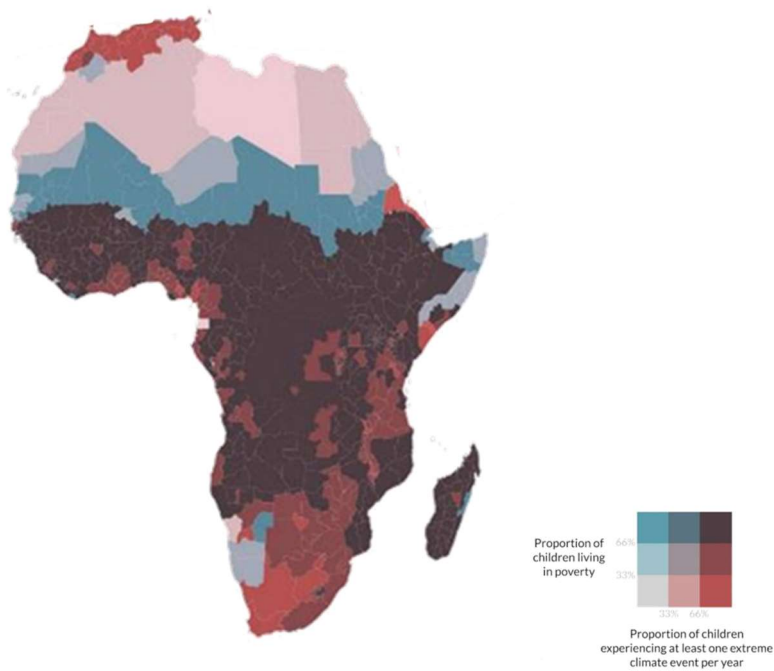 Proportion of
children living
in poverty
66%
33%
33%
66%
Proportion of children
experiencing at least one extreme
climate event per year